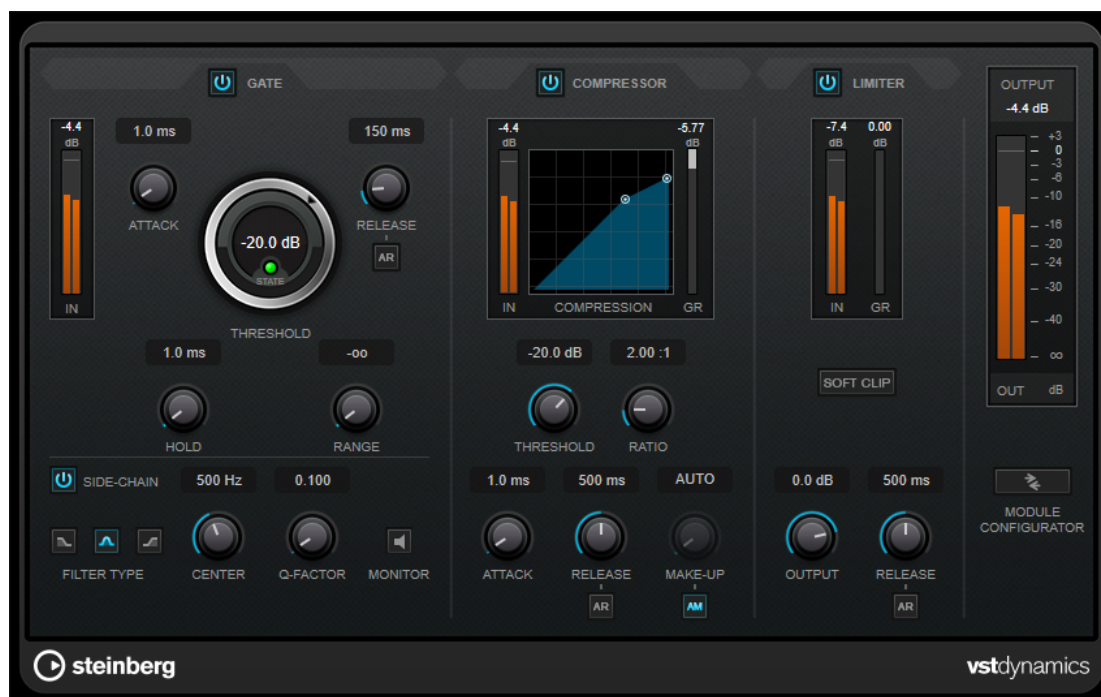 GATE
-4.4
dB
1.0 ms
150 ms
ATTACK
-20.0 dB
STATE
RELEASE
AR
IN
THRESHOLD
1.0 ms
-oo
HOLD
RANGE
SIDE-CHAIN
500 Hz
0.100
FILTER TYPE
CENTER
Q-FACTOR
MONITOR
COMPRESSOR
-4.4
dB
-5.77
dB
IN
COMPRESSION
GR
-20.0 dB
2.00 :1
THRESHOLD
RATIO
1.0 ms
500 ms
AUTO
ATTACK
RELEASE
MAKE-UP
AR
AM
LIMITER
-7.4
0.00
dB
dB
IN
GR
SOFT CLIP
0.0 dB
500 ms
OUTPUT
RELEASE
AR
OUTPUT
-4.4 dB
+3
0
-3
-6
-10
-16
-20
-24
-30
-40
oo
OUT
dB
MODULE
CONFIGURATOR
steinberg
vstdynamics